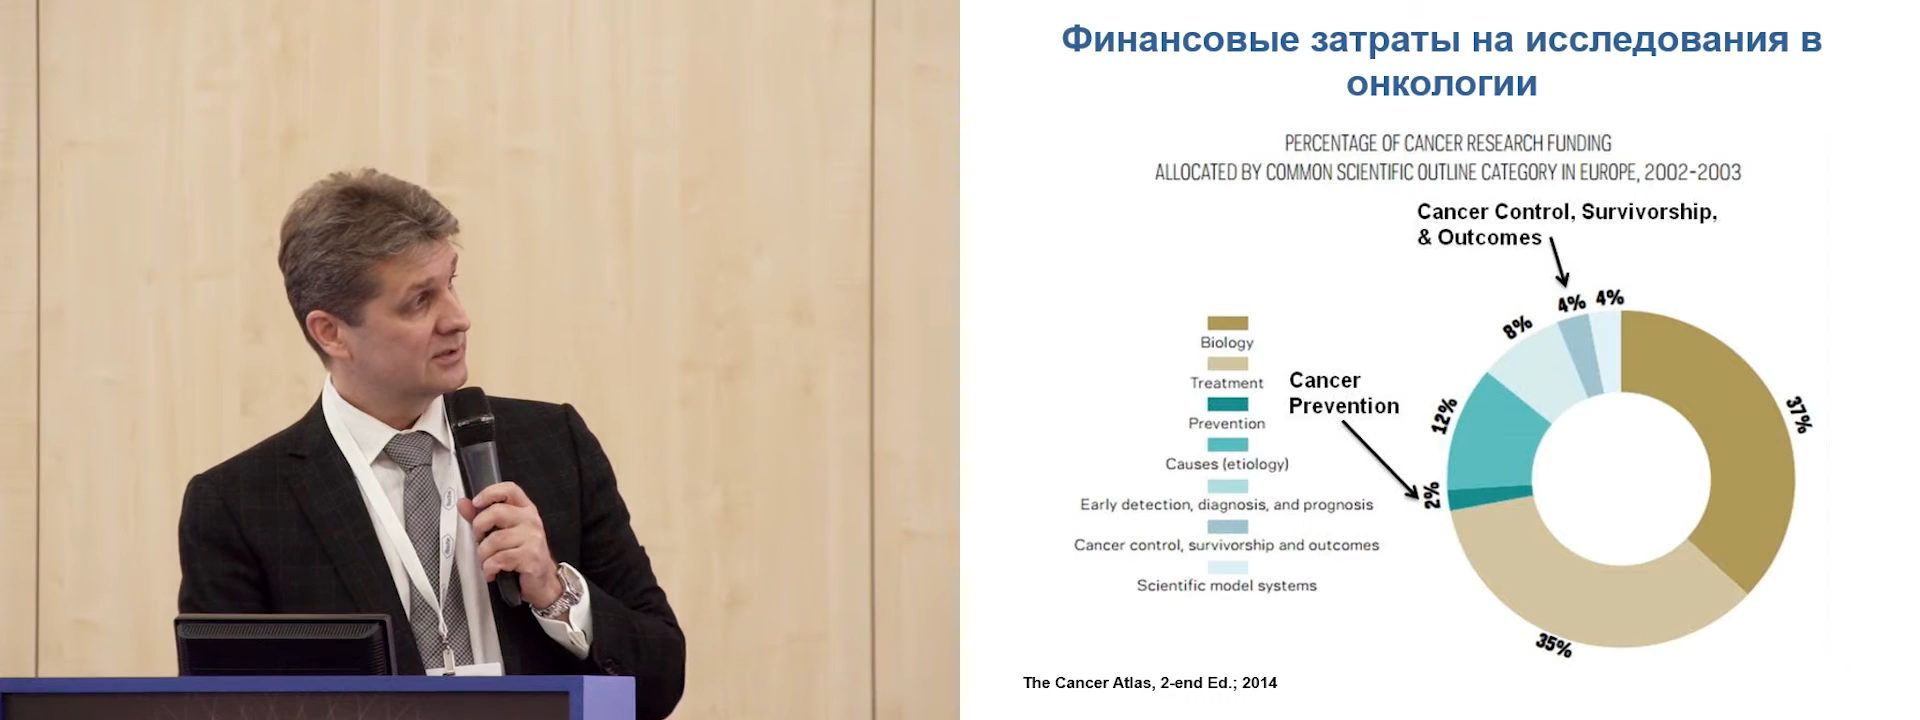 Финансовые затраты на исследования в
онкологии
PERCENTAGE OF CANCER RESEARCH FUNDING
ALLOCATED BY COMMON SCIENTIFIC OUTLINE CATEGORY IN EUROPE, 2002-2003
Cancer Control, Survivorship,
& Outcomes
4% 4%
8%
37%
12%
2%
35%
Cancer
Prevention
Biology
Treatment
Prevention
Causes (etiology)
Early detection, diagnosis, and prognosis
Cancer control, survivorship and outcomes
Scientific model systems
The Cancer Atlas, 2-end Ed.; 2014